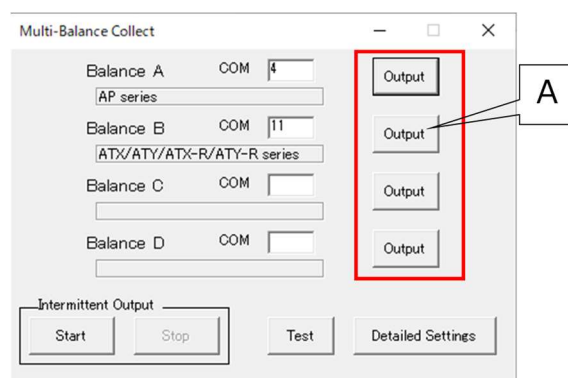 Multi-Balance Collect
Balance A COM 4 Output
AP series
A
Balance B COM 11 Output
ATX/ATY/ATX-R/ATY-R series
Balance C COM Output
Balance D COM Output
Intermittent Output
Start Stop Test Detailed Settings